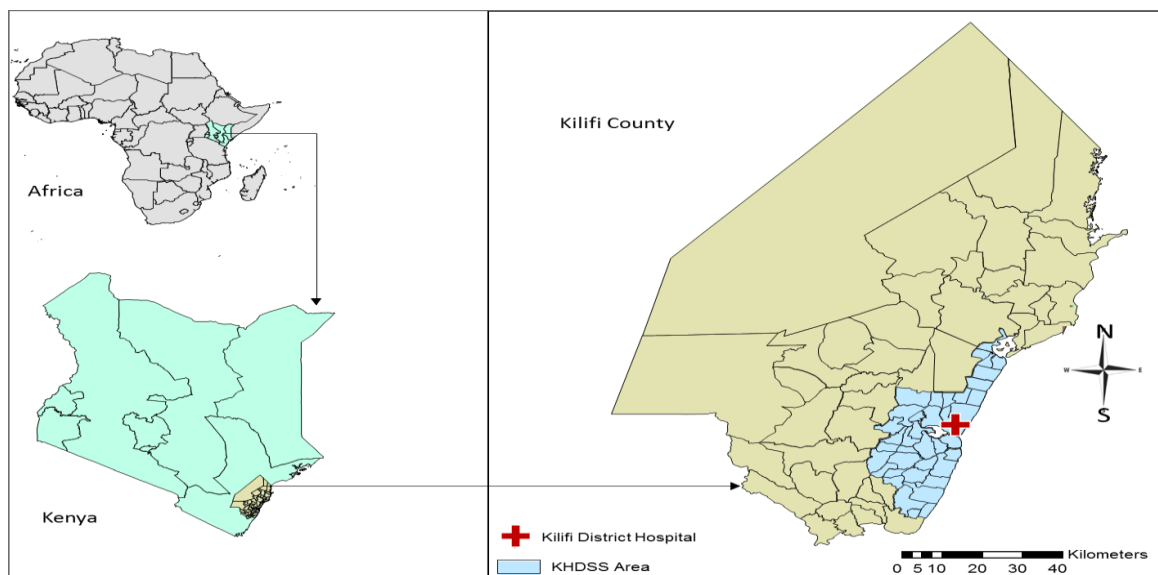 Africa
Kenya
Kilifi County
N
W
E
S
Kilifi District Hospital
KHDSS Area
Kilometers
0 5 10 20 30 40